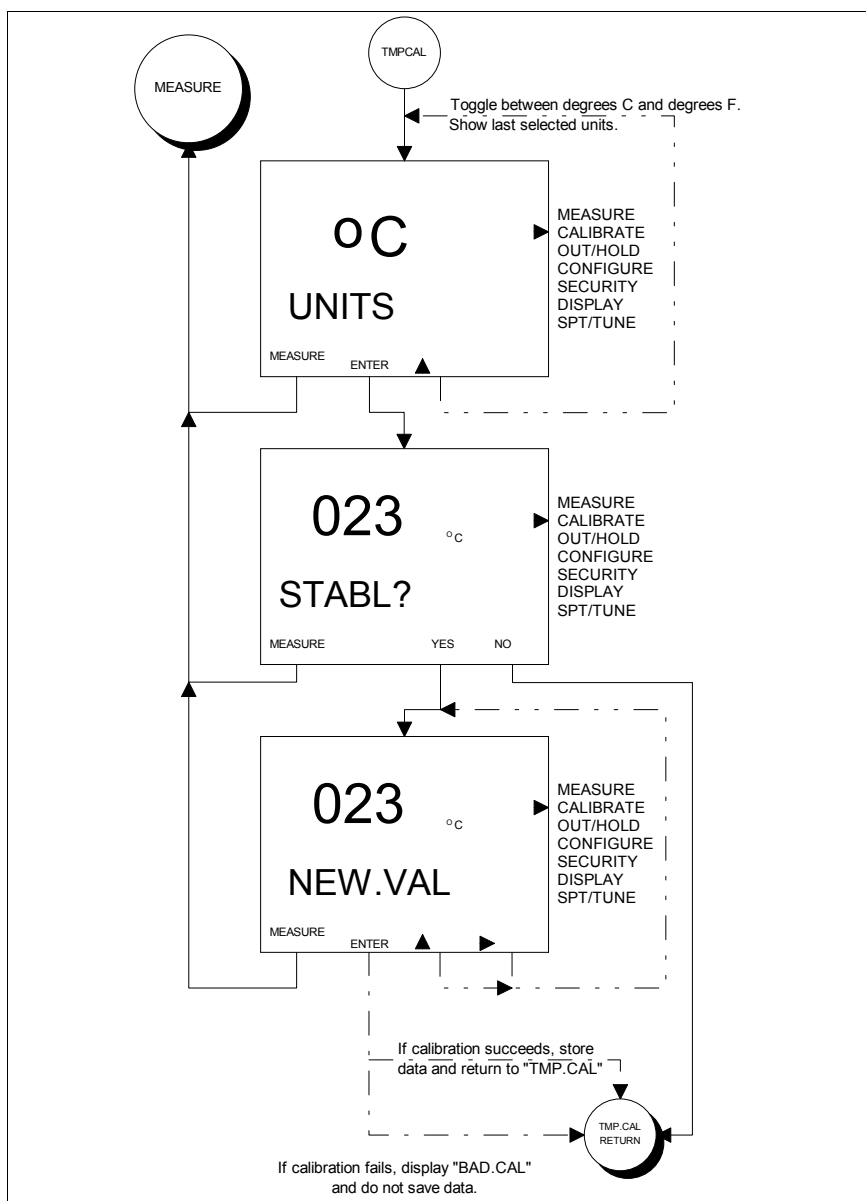 MEASURE
TMPCAL
Toggle between degrees C and degrees F.
Show last selected units.
°C
UNITS
MEASURE
ENTER
MEASURE
CALIBRATE
OUT/HOLD
CONFIGURE
SECURITY
DISPLAY
SPT/TUNE
023
°C
STABL?
MEASURE
YES
NO
MEASURE
CALIBRATE
OUT/HOLD
CONFIGURE
SECURITY
DISPLAY
SPT/TUNE
023
°C
NEW.VAL
MEASURE
ENTER
MEASURE
CALIBRATE
OUT/HOLD
CONFIGURE
SECURITY
DISPLAY
SPT/TUNE
If calibration succeeds, store
data and return to "TMP.CAL"
TMP.CAL
RETURN
If calibration fails, display "BAD.CAL"
and do not save data.